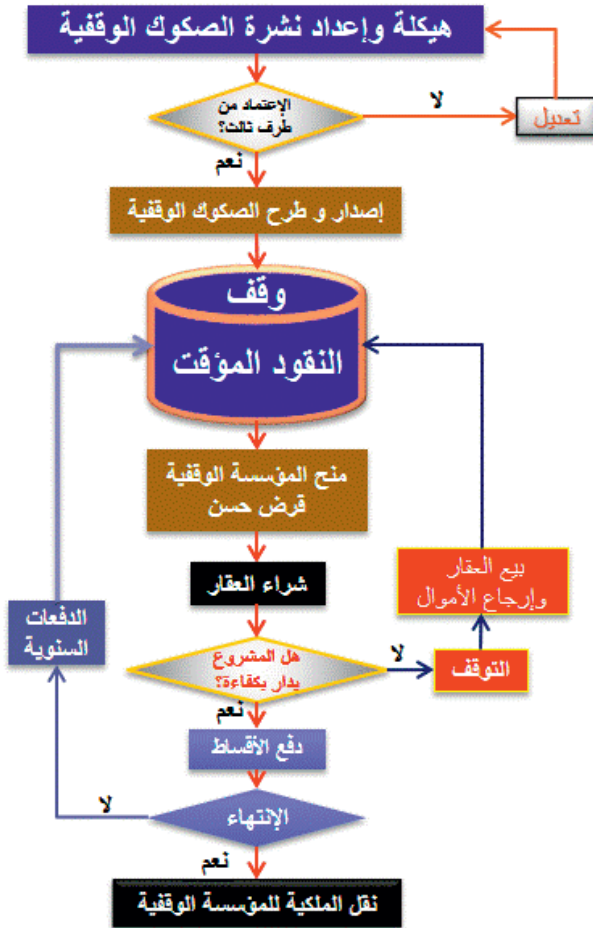 هيكلة وإعداد نشرة الصكوك الوقفية
الإعتماد من
طرف ثالث؟
لا
تعديل
نعم
إصدار و طرح الصكوك الوقفية
وقف
النقود المؤقت
منح المؤسسة الوقفية
قرض حسن
شراء العقار
بيع العقار
وإرجاع الأموال
الدفعات
السنوية
هل المشروع
يدار بكفاءة؟
لا
التوقف
نعم
دفع الأقساط
الإنتهاء
لا
نعم
نقل الملكية للمؤسسة الوقفية